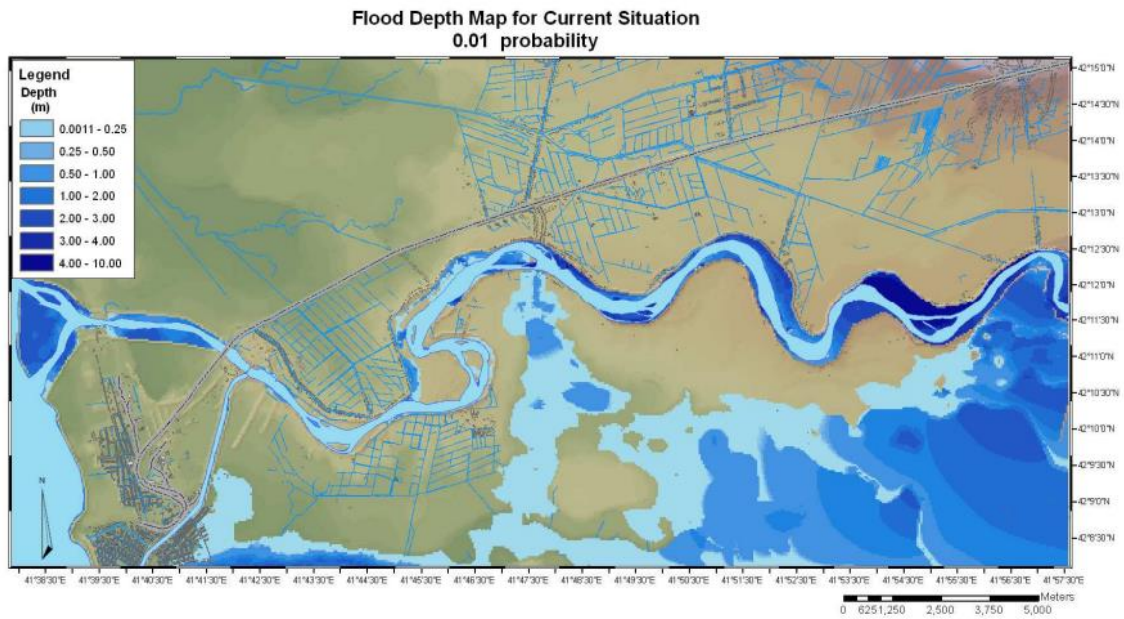 Flood Depth Map for Current Situation
0.01 probability
Legend
Depth
(m)
0.0011 - 0.25
0.25 - 0.50
0.50 - 1.00
1.00 - 2.00
2.00 - 3.00
3.00 - 4.00
4.00 - 10.00
42°15'0"N
42°14'30"N
42°14'0"N
42°13'30"N
42°13'0"N
42°12'30"N
42°12'0"N
42°11'30"N
42°11'0"N
42°10'30"N
42°10'0"N
42°9'30"N
42°9'0"N
42°8'30"N
N
41°38'30"E 41°39'30"E 41°40'30"E 41°41'30"E 41°42'30"E 41°43'30"E 41°44'30"E 41°45'30"E 41°46'30"E 41°47'30"E 41°48'30"E 41°49'30"E 41°50'30"E 41°51'30"E 41°52'30"E 41°53'30"E 41°54'30"E 41°55'30"E 41°56'30"E 41°57'30"E
Meters
0 6251,250 2,500 3,750 5,000